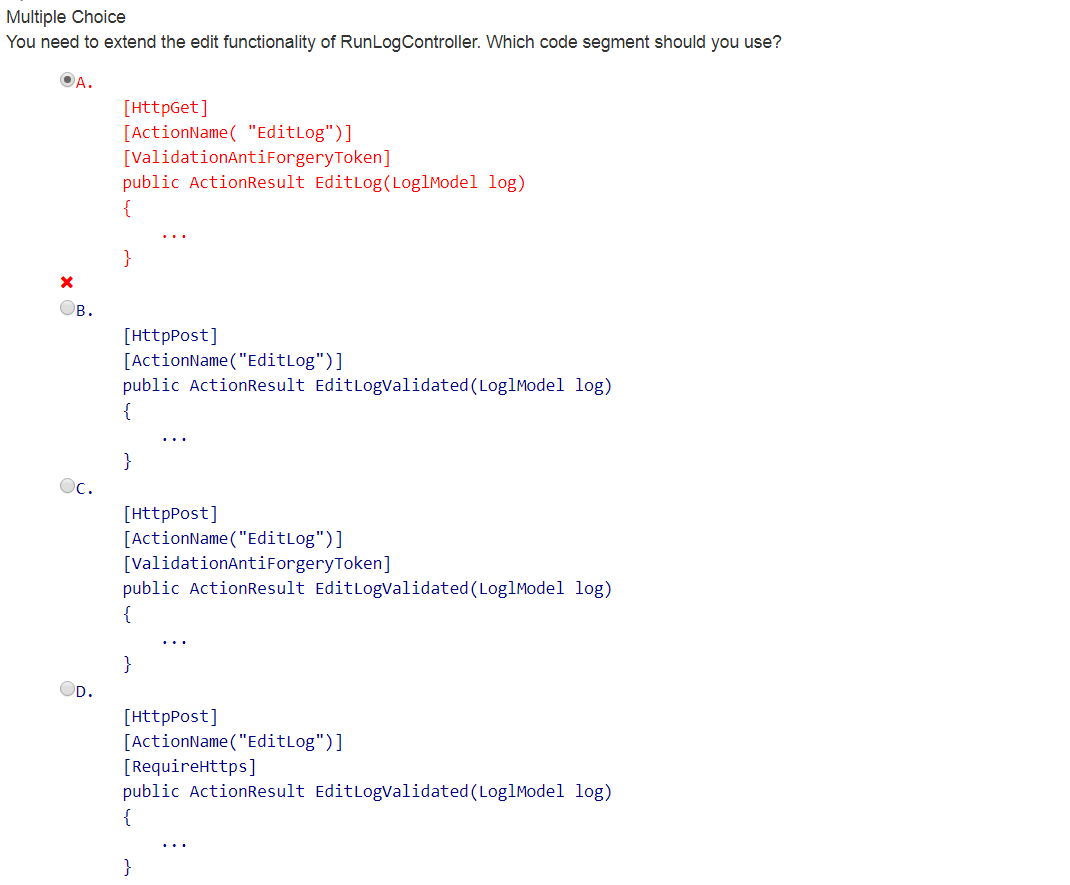 Multiple Choice
You need to extend the edit functionality of RunLogController. Which code segment should you use?
A.
[HttpGet]
[ActionName( "EditLog")]
[ValidationAntiForgeryToken]
public ActionResult EditLog(LoglModel log)
{
...
}
B.
[HttpPost]
[ActionName("EditLog")]
public ActionResult EditLogValidated(LoglModel log)
{
...
}
C.
[HttpPost]
[ActionName("EditLog")]
[ValidationAntiForgeryToken]
public ActionResult EditLogValidated(LoglModel log)
{
...
}
D.
[HttpPost]
[ActionName("EditLog")]
[RequireHttps]
public ActionResult EditLogValidated(LoglModel log)
{
...
}